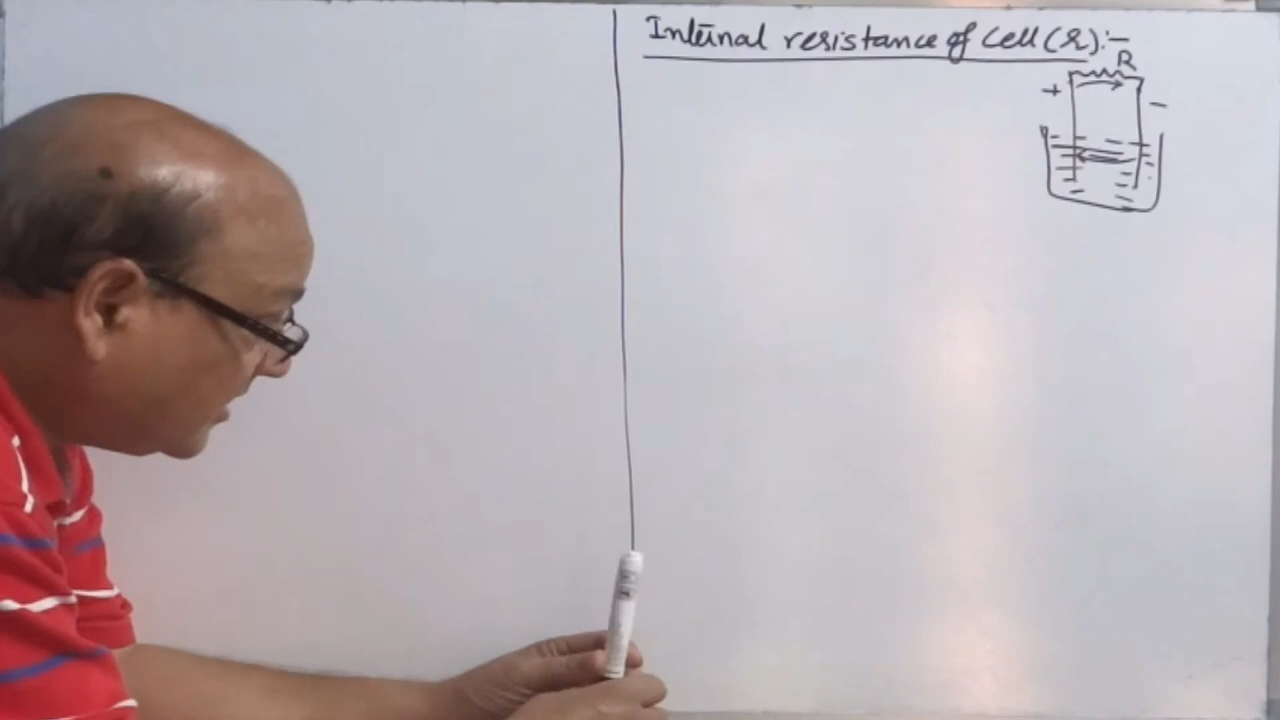 Internal resistance of Cell (r):-
R
+
-